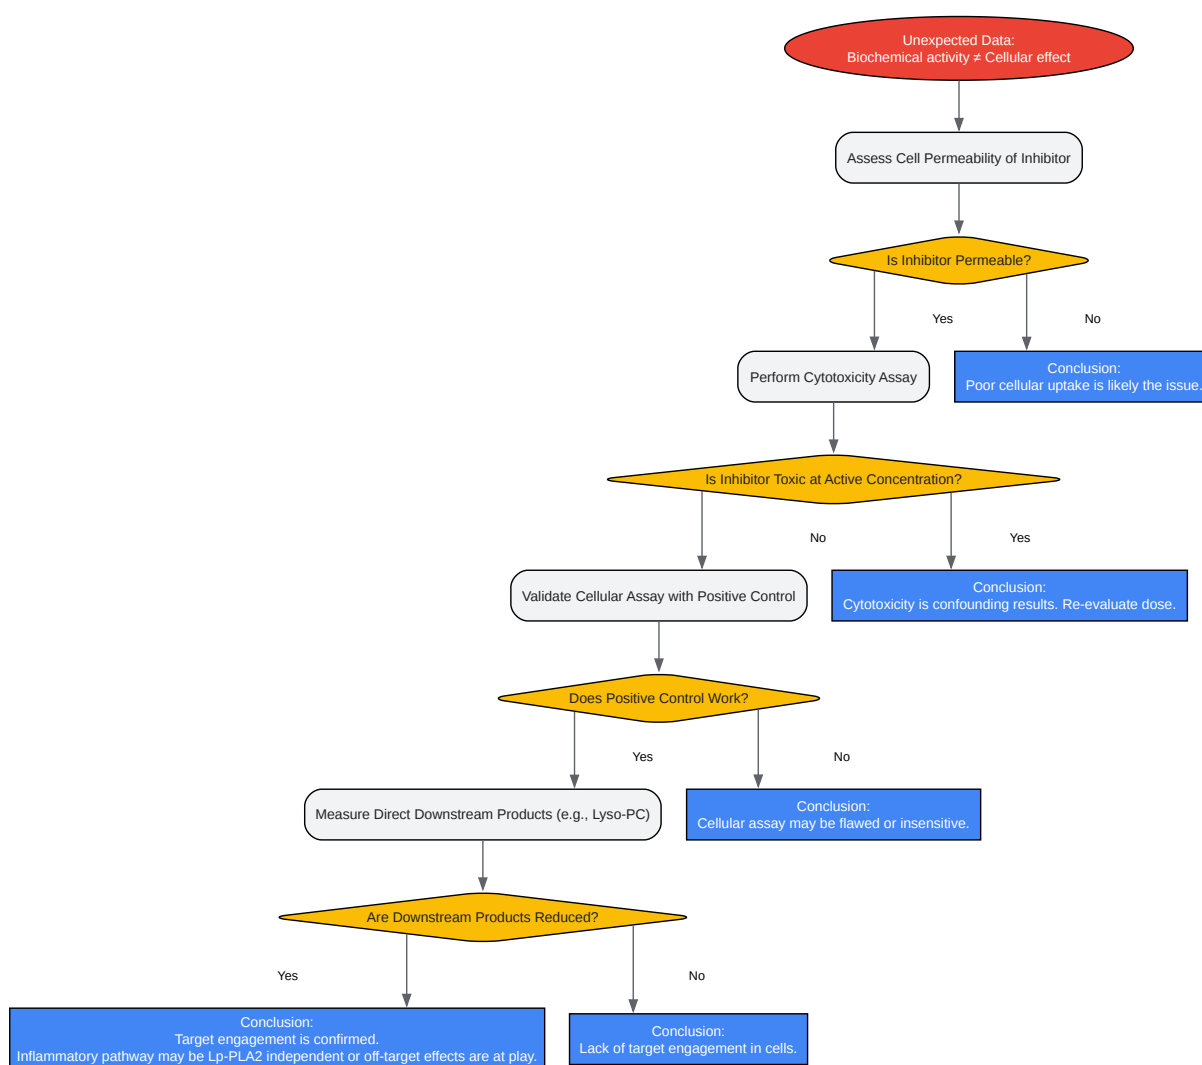 Unexpected Data:
Biochemical activity ≠ Cellular effect
Assess Cell Permeability of Inhibitor
Is Inhibitor Permeable?
Yes
No
Perform Cytotoxicity Assay
Conclusion:
Poor cellular uptake is likely the issue.
Is Inhibitor Toxic at Active Concentration?
No
Yes
Validate Cellular Assay with Positive Control
Conclusion:
Cytotoxicity is confounding results. Re-evaluate dose.
Does Positive Control Work?
Yes
No
Measure Direct Downstream Products (e.g., Lyso-PC)
Conclusion:
Cellular assay may be flawed or insensitive.
Are Downstream Products Reduced?
Yes
No
Conclusion:
Target engagement is confirmed.
Inflammatory pathway may be Lp-PLA2 independent or off-target effects are at play.
Conclusion:
Lack of target engagement in cells.